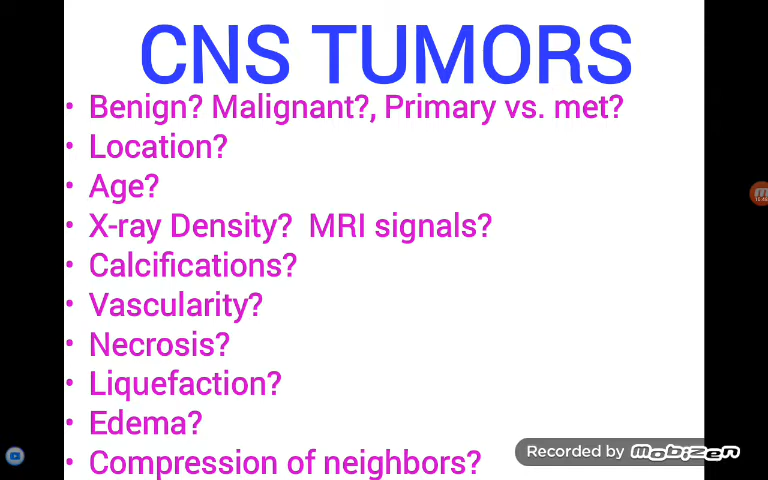 CNS TUMORS
• Benign? Malignant?, Primary vs. met?
• Location?
• Age?
• X-ray Density? MRI signals?
• Calcifications?
• Vascularity?
• Necrosis?
• Liquefaction?
• Edema?
• Compression of neighbors?
Recorded by mobizen